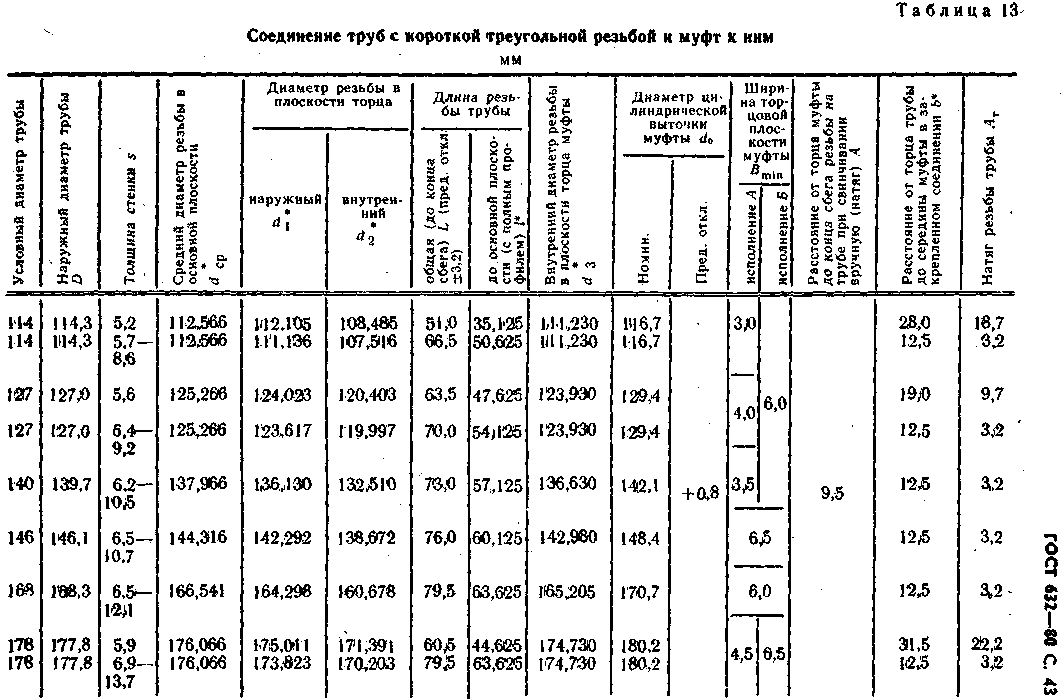 Таблица 13
Соединение труб с короткой треугольной резьбой и муфт к ним
мм
Условный диаметр трубы
Наружный диаметр трубы D
Толщина стенки s
Средний диаметр резьбы в основной плоскости d*ср
Диаметр резьбы в плоскости торца
наружный d*1
внутренний d*2
Длина резьбы трубы
общая (до конца сбега) L (пред. откл. ±3,2)
до основной плоскости (с полным профилем) l*
Внутренний диаметр резьбы в плоскости торца муфты d*3
Диаметр цилиндрической выточки муфты d₀
Номин.
Пред. откл.
Ширина торцовой плоскости муфты Bmin
исполнение А
исполнение Б
Расстояние от торца муфты до конца сбега резьбы на трубе при свинчивании вручную (натяг) А
Расстояние от торца трубы до середины муфты в закрепленном соединении b*
Натяг резьбы трубы Aт
114 114,3 5,2 112,566 112,105 108,485 51,0 35,125 111,230 116,7 3,0 28,0 18,7
114 114,3 5,7— 112,566 111,136 107,516 66,5 50,625 111,230 116,7 12,5 3,2
8,6
127 127,0 5,6 125,266 124,023 120,403 63,5 47,625 123,930 129,4 19,0 9,7
4,0 6,0
127 127,0 6,4— 125,266 123,617 119,997 70,0 54,125 123,930 129,4 12,5 3,2
9,2
140 139,7 6,2— 137,966 136,130 132,510 73,0 57,125 136,630 142,1 +0,8 3,5 9,5 12,5 3,2
10,5
146 146,1 6,5— 144,316 142,292 138,672 76,0 60,125 142,980 148,4 6,5 12,5 3,2
10,7
168 168,3 6,5— 166,541 164,298 160,678 79,5 63,625 165,205 170,7 6,0 12,5 3,2
12,1
178 177,8 5,9 176,066 175,011 171,391 60,5 44,625 174,730 180,2 4,5 6,5 31,5 22,2
178 177,8 6,9— 176,066 173,823 170,203 79,5 63,625 174,730 180,2 12,5 3,2
13,7
ГОСТ 632—80 С. 43